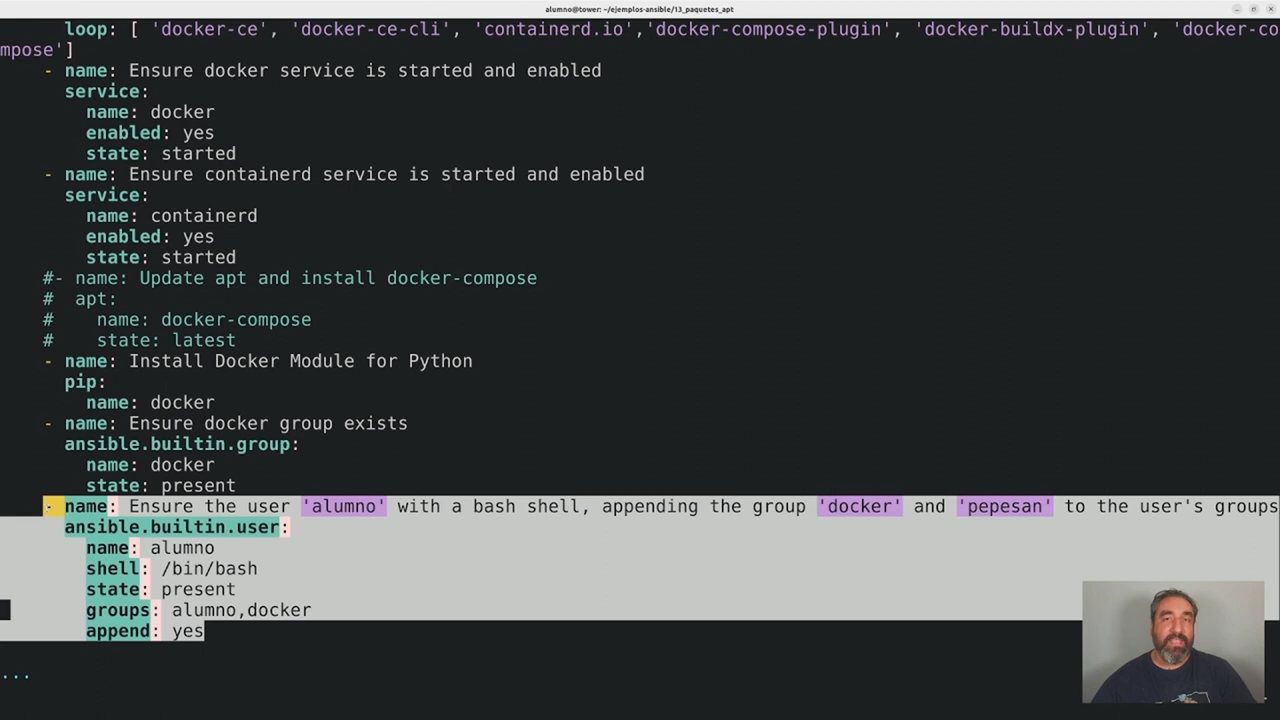 alumno@tower: ~/ejemplos-ansible/13_paquetes_apt
loop: [ 'docker-ce', 'docker-ce-cli', 'containerd.io','docker-compose-plugin', 'docker-buildx-plugin', 'docker-co
mpose']
- name: Ensure docker service is started and enabled
service:
name: docker
enabled: yes
state: started
- name: Ensure containerd service is started and enabled
service:
name: containerd
enabled: yes
state: started
#- name: Update apt and install docker-compose
# apt:
# name: docker-compose
# state: latest
- name: Install Docker Module for Python
pip:
name: docker
- name: Ensure docker group exists
ansible.builtin.group:
name: docker
state: present
- name: Ensure the user 'alumno' with a bash shell, appending the group 'docker' and 'pepesan' to the user's groups
ansible.builtin.user:
name: alumno
shell: /bin/bash
state: present
groups: alumno,docker
append: yes
...